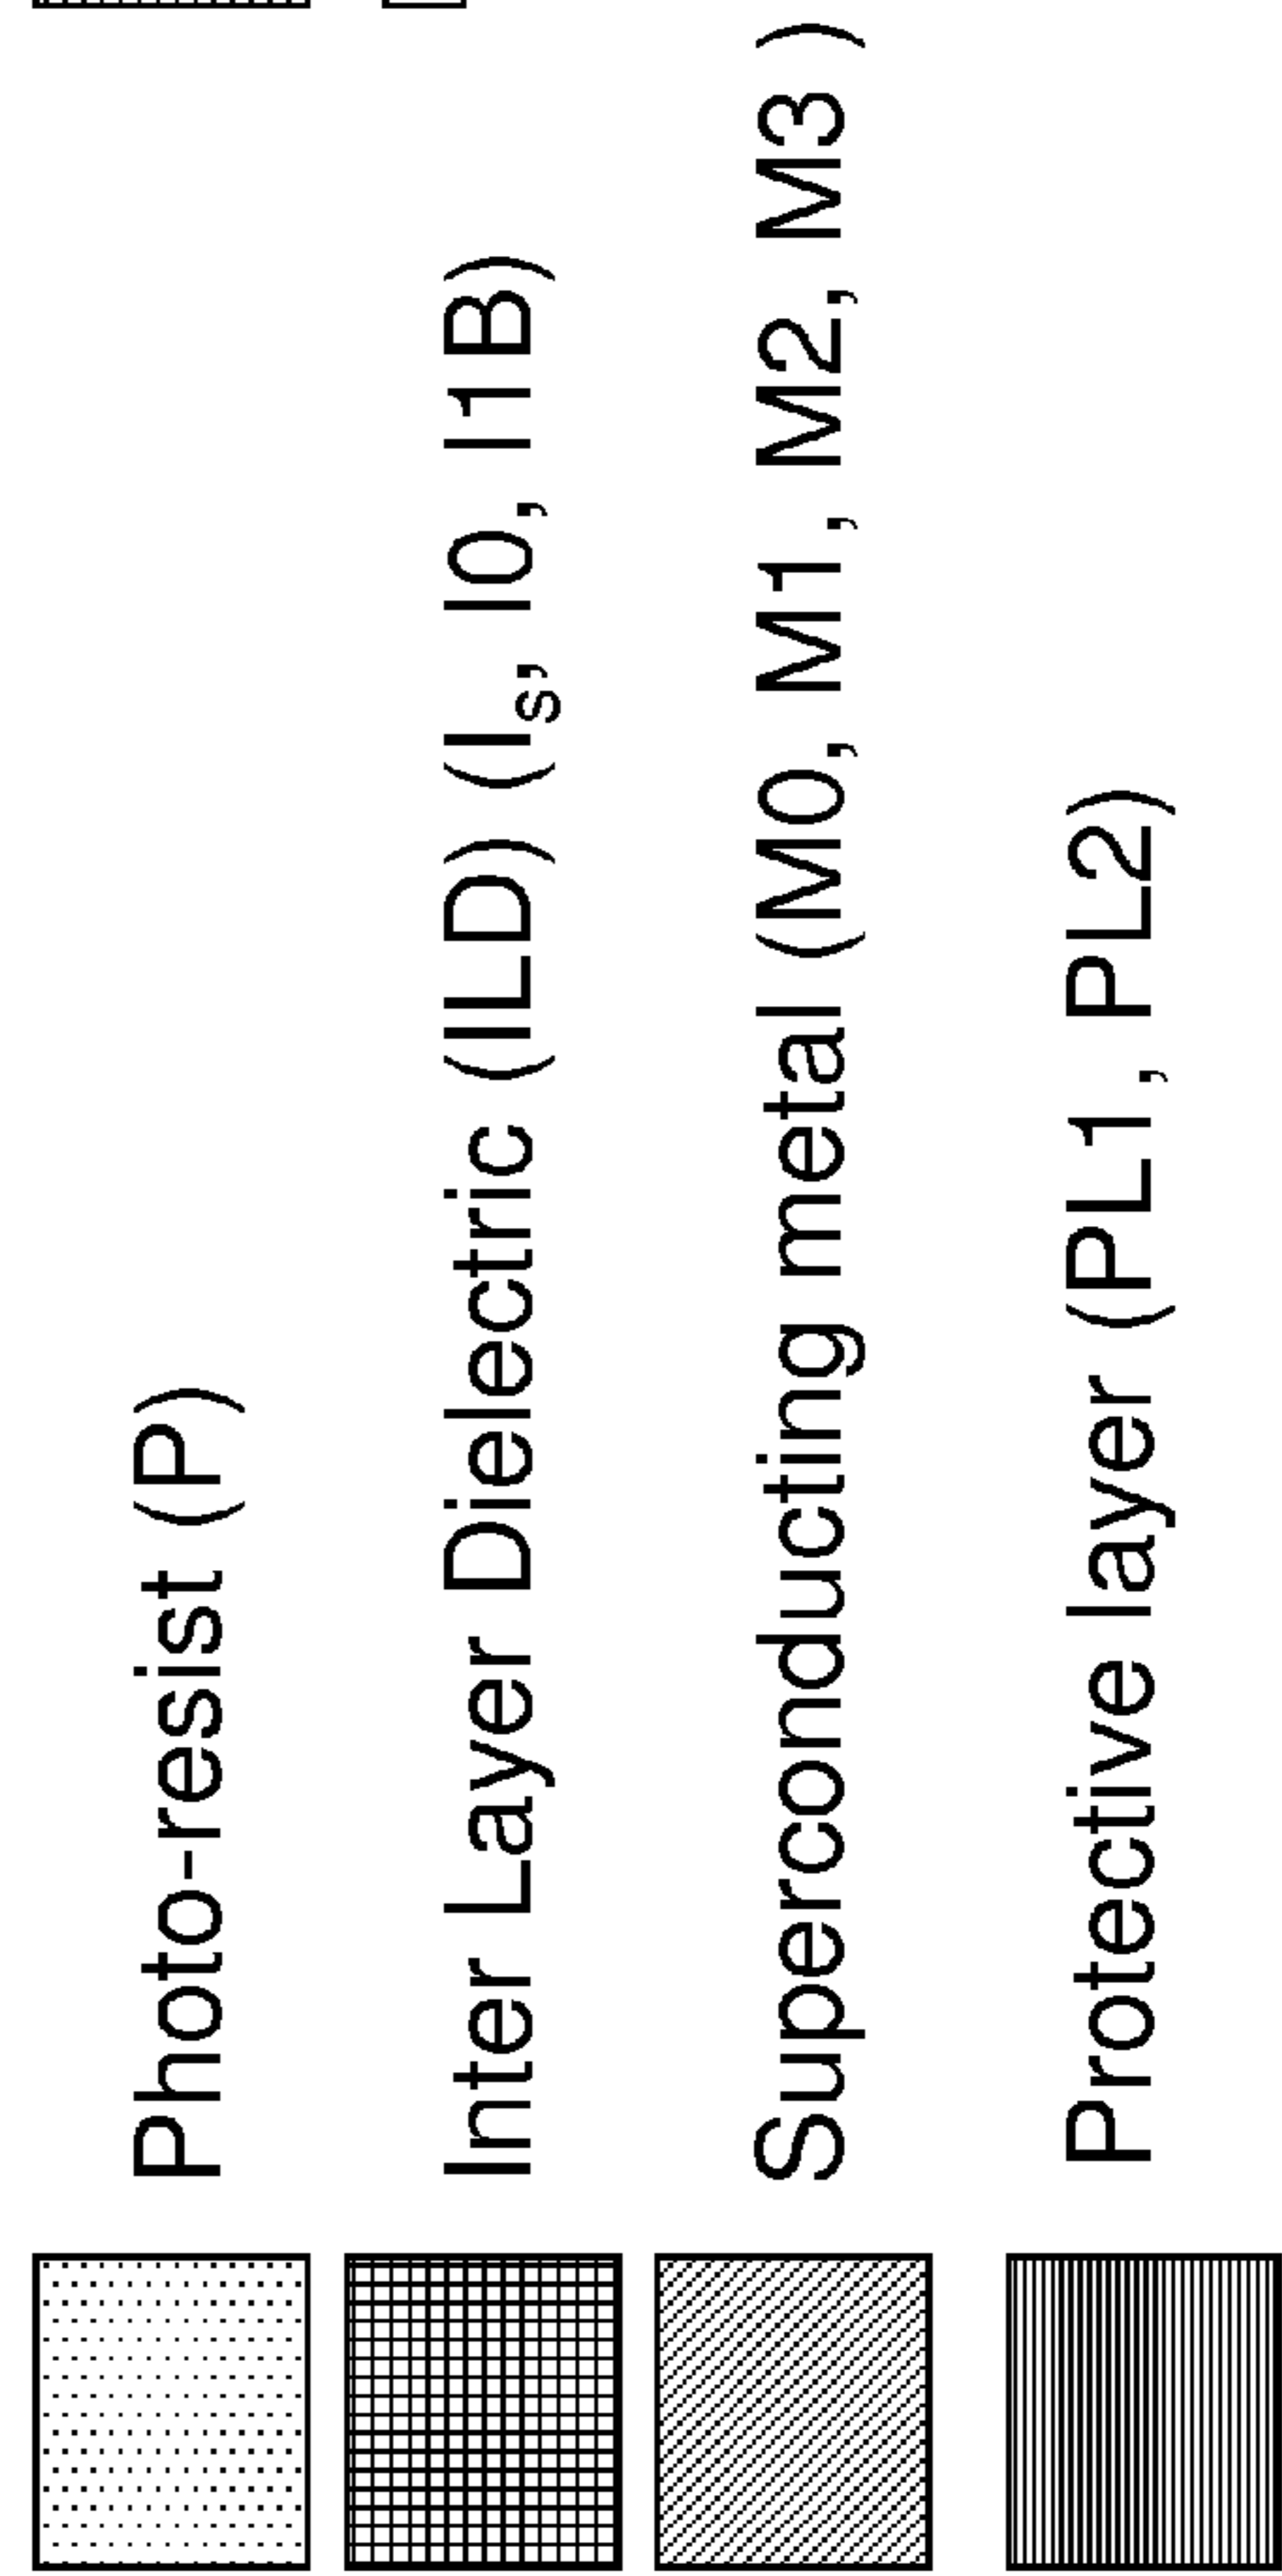 Photo-resist (P)
Inter Layer Dielectric (ILD) (Is, I0, I1B)
Superconducting metal (M0, M1, M2, M3 )
Protective layer (PL1, PL2)